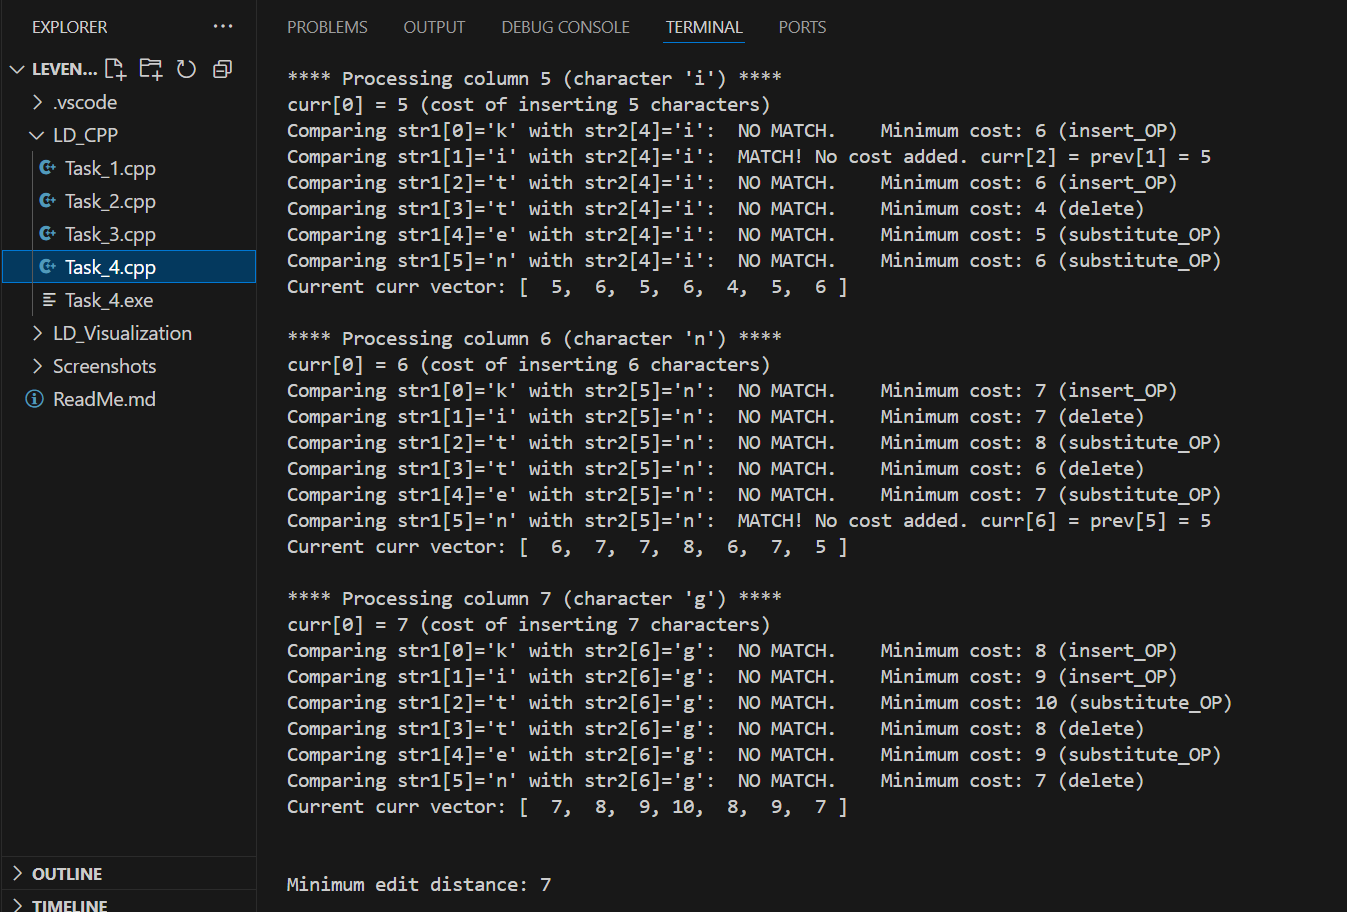 EXPLORER
LEVEN...
.vscode
LD_CPP
Task_1.cpp
Task_2.cpp
Task_3.cpp
Task_4.cpp
Task_4.exe
LD_Visualization
Screenshots
ReadMe.md
OUTLINE
TIMELINE
PROBLEMS OUTPUT DEBUG CONSOLE TERMINAL PORTS
**** Processing column 5 (character 'i') ****
curr[0] = 5 (cost of inserting 5 characters)
Comparing str1[0]='k' with str2[4]='i':  NO MATCH.    Minimum cost: 6 (insert_OP)
Comparing str1[1]='i' with str2[4]='i':  MATCH! No cost added. curr[2] = prev[1] = 5
Comparing str1[2]='t' with str2[4]='i':  NO MATCH.    Minimum cost: 6 (insert_OP)
Comparing str1[3]='t' with str2[4]='i':  NO MATCH.    Minimum cost: 4 (delete)
Comparing str1[4]='e' with str2[4]='i':  NO MATCH.    Minimum cost: 5 (substitute_OP)
Comparing str1[5]='n' with str2[4]='i':  NO MATCH.    Minimum cost: 6 (substitute_OP)
Current curr vector: [  5,  6,  5,  6,  4,  5,  6 ]
**** Processing column 6 (character 'n') ****
curr[0] = 6 (cost of inserting 6 characters)
Comparing str1[0]='k' with str2[5]='n':  NO MATCH.    Minimum cost: 7 (insert_OP)
Comparing str1[1]='i' with str2[5]='n':  NO MATCH.    Minimum cost: 7 (delete)
Comparing str1[2]='t' with str2[5]='n':  NO MATCH.    Minimum cost: 8 (substitute_OP)
Comparing str1[3]='t' with str2[5]='n':  NO MATCH.    Minimum cost: 6 (delete)
Comparing str1[4]='e' with str2[5]='n':  NO MATCH.    Minimum cost: 7 (substitute_OP)
Comparing str1[5]='n' with str2[5]='n':  MATCH! No cost added. curr[6] = prev[5] = 5
Current curr vector: [  6,  7,  7,  8,  6,  7,  5 ]
**** Processing column 7 (character 'g') ****
curr[0] = 7 (cost of inserting 7 characters)
Comparing str1[0]='k' with str2[6]='g':  NO MATCH.    Minimum cost: 8 (insert_OP)
Comparing str1[1]='i' with str2[6]='g':  NO MATCH.    Minimum cost: 9 (insert_OP)
Comparing str1[2]='t' with str2[6]='g':  NO MATCH.    Minimum cost: 10 (substitute_OP)
Comparing str1[3]='t' with str2[6]='g':  NO MATCH.    Minimum cost: 8 (delete)
Comparing str1[4]='e' with str2[6]='g':  NO MATCH.    Minimum cost: 9 (substitute_OP)
Comparing str1[5]='n' with str2[6]='g':  NO MATCH.    Minimum cost: 7 (delete)
Current curr vector: [  7,  8,  9, 10,  8,  9,  7 ]
Minimum edit distance: 7